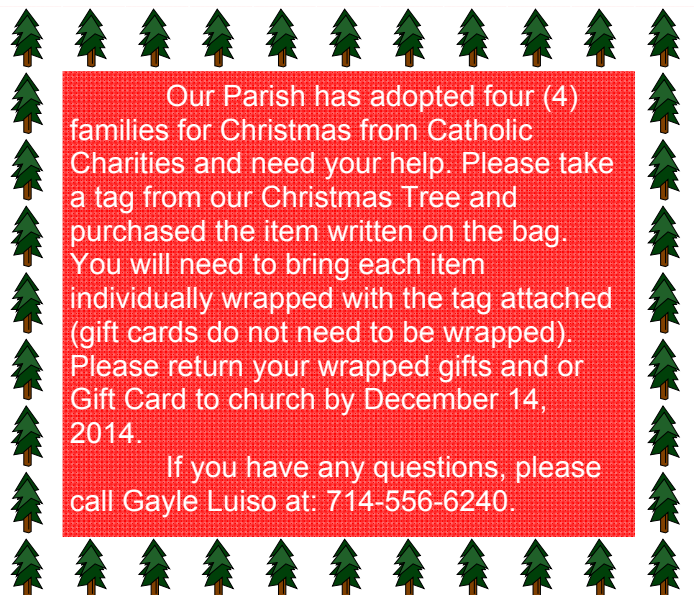 Our Parish has adopted four (4)
families for Christmas from Catholic
Charities and need your help. Please take
a tag from our Christmas Tree and
purchased the item written on the bag.
You will need to bring each item
individually wrapped with the tag attached
(gift cards do not need to be wrapped).
Please return your wrapped gifts and or
Gift Card to church by December 14,
2014.
If you have any questions, please
call Gayle Luiso at: 714-556-6240.